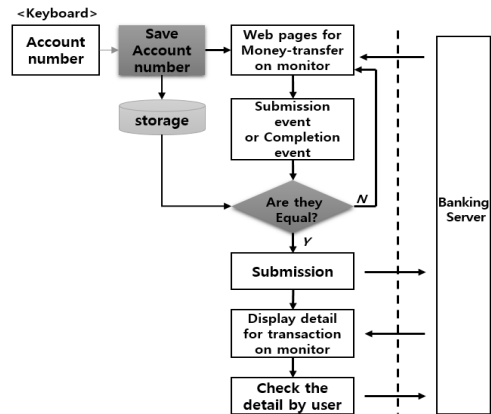 <Keyboard>
Account
number
Save
Account
number
Web pages for
Money-transfer
on monitor
storage
Submission
event
or Completion
event
Are they
Equal?
N
Y
Banking
Server
Submission
Display detail
for transaction
on monitor
Check the
detail by user